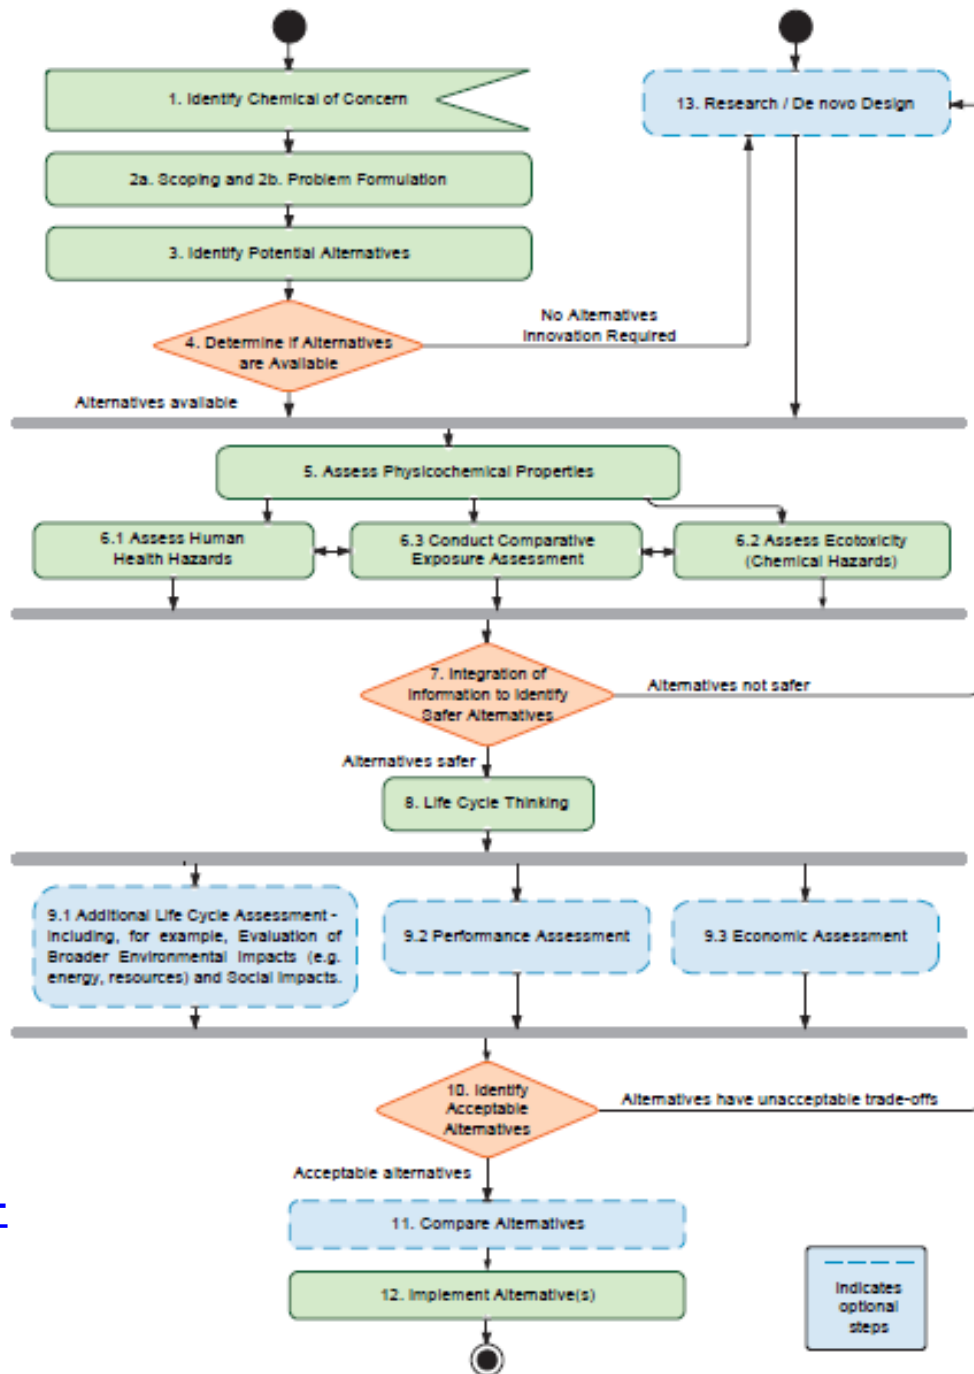 1. Identify Chemical of Concern
13. Research / De novo Design
2a. Scoping and 2b. Problem Formulation
3. Identify Potential Alternatives
No Alternatives
Innovation Required
4. Determine if Alternatives
are Available
Alternatives available
5. Assess Physicochemical Properties
6.1 Assess Human
Health Hazards
6.3 Conduct Comparative
Exposure Assessment
6.2 Assess Ecotoxicity
(Chemical Hazards)
7. Integration of
Information to Identify
Safer Alternatives
Alternatives not safer
Alternatives safer
8. Life Cycle Thinking
9.1 Additional Life Cycle Assessment -
Including, for example, Evaluation of
Broader Environmental Impacts (e.g.
energy, resources) and Social Impacts.
9.2 Performance Assessment
9.3 Economic Assessment
10. Identify
Acceptable
Alternatives
Alternatives have unacceptable trade-offs
Acceptable alternatives
11. Compare Alternatives
12. Implement Alternative(s)
Indicates
optional
steps